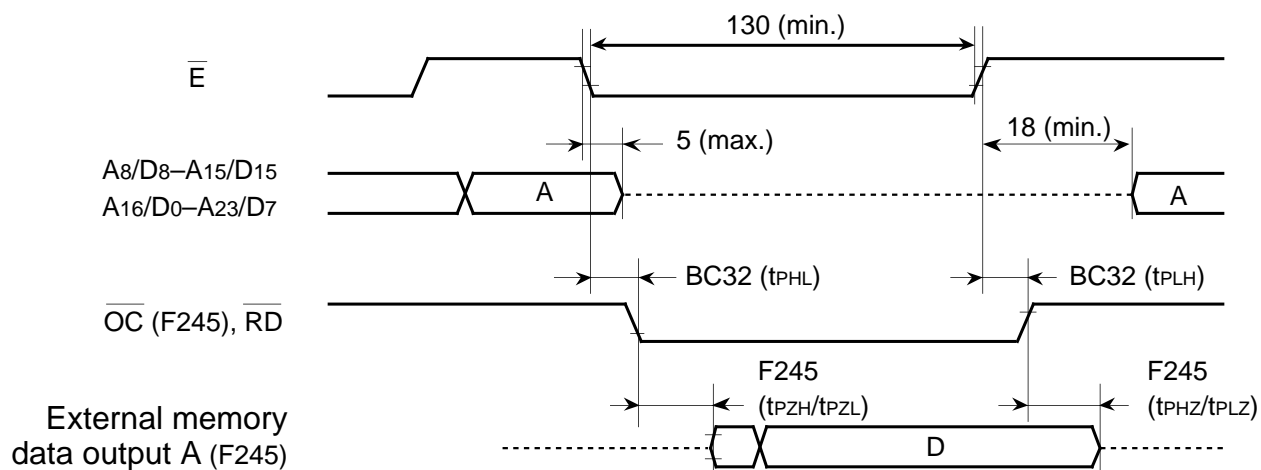 130 (min.)
E
5 (max.)
18 (min.)
A8/D8–A15/D15
A16/D0–A23/D7
A
A
BC32 (tPHL)
BC32 (tPLH)
OC (F245), RD
F245
(tPZH/tPZL)
F245
(tPHZ/tPLZ)
External memory
data output A (F245)
D